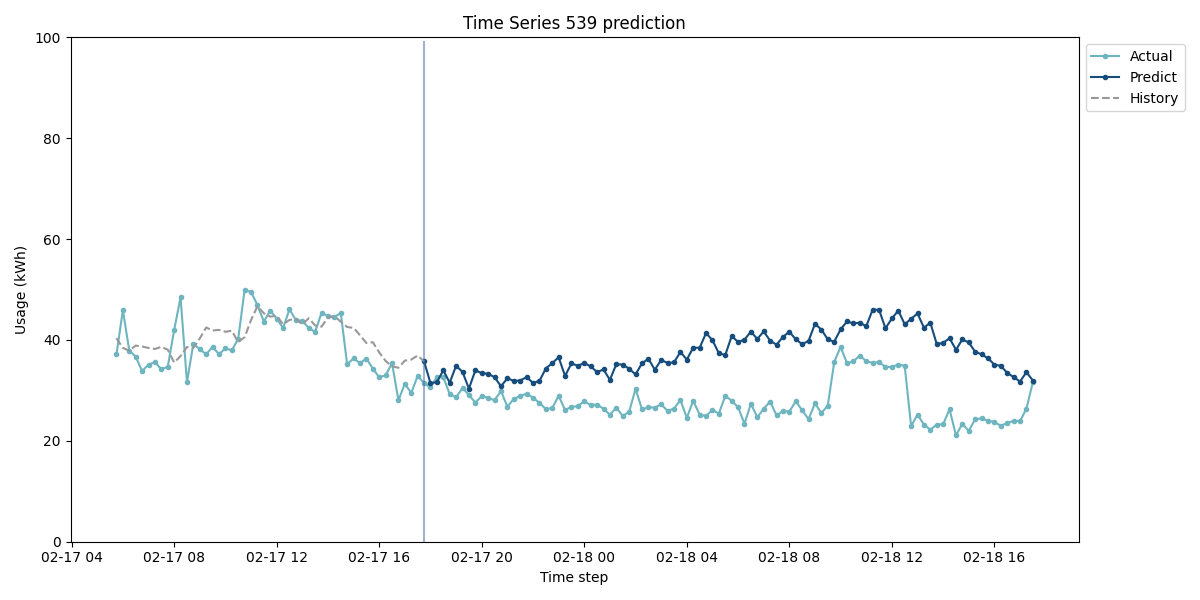 Time Series 539 prediction
Usage (kWh)
100
80
60
40
20
0
02-17 04
02-17 08
02-17 12
02-17 16
02-17 20
02-18 00
02-18 04
02-18 08
02-18 12
02-18 16
Time step
Actual
Predict
History